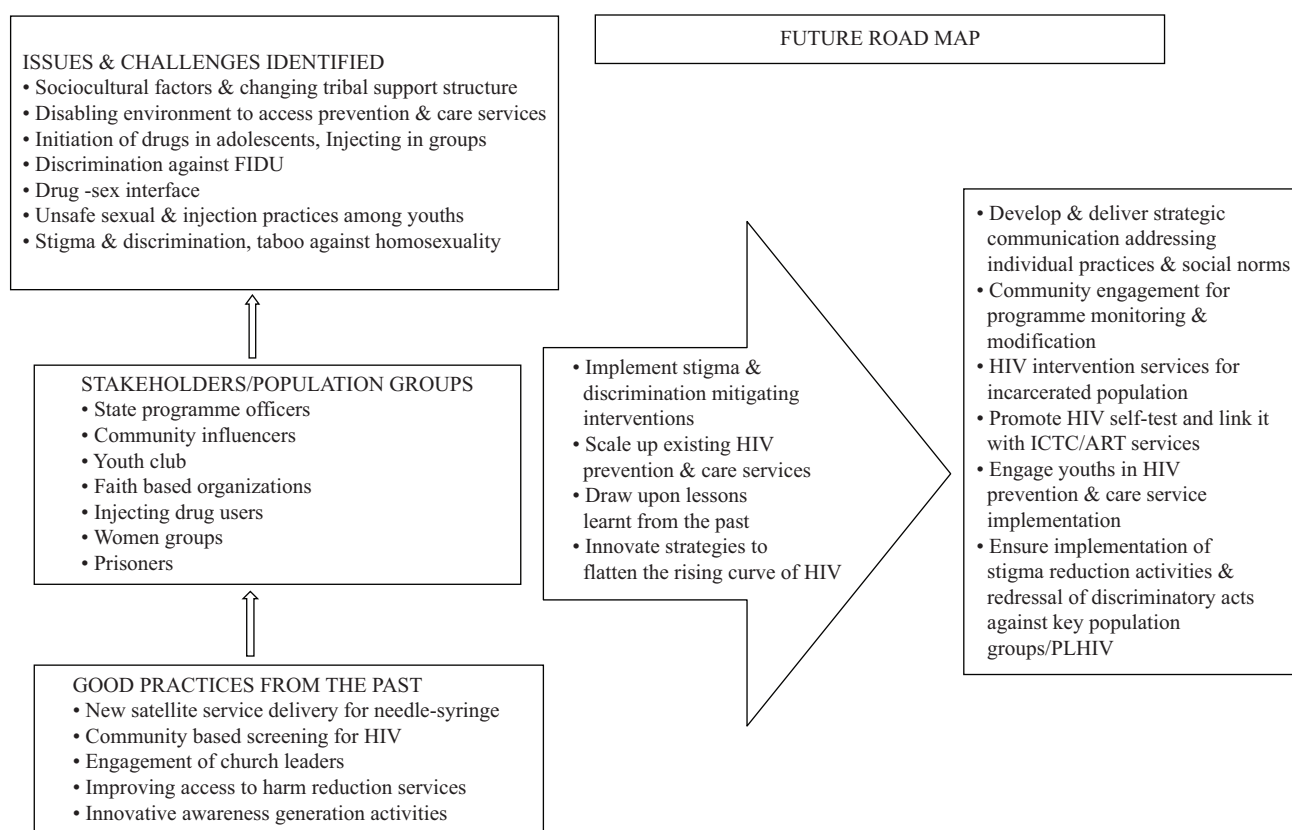 ISSUES & CHALLENGES IDENTIFIED
• Sociocultural factors & changing tribal support structure
• Disabling environment to access prevention & care services
• Initiation of drugs in adolescents, Injecting in groups
• Discrimination against FIDU
• Drug -sex interface
• Unsafe sexual & injection practices among youths
• Stigma & discrimination, taboo against homosexuality
STAKEHOLDERS/POPULATION GROUPS
• State programme officers
• Community influencers
• Youth club
• Faith based organizations
• Injecting drug users
• Women groups
• Prisoners
GOOD PRACTICES FROM THE PAST
• New satellite service delivery for needle-syringe
• Community based screening for HIV
• Engagement of church leaders
• Improving access to harm reduction services
• Innovative awareness generation activities
FUTURE ROAD MAP
• Implement stigma &
discrimination mitigating
interventions
• Scale up existing HIV
prevention & care services
• Draw upon lessons
learnt from the past
• Innovate strategies to
flatten the rising curve of HIV
• Develop & deliver strategic
communication addressing
individual practices & social norms
• Community engagement for
programme monitoring &
modification
• HIV intervention services for
incarcerated population
• Promote HIV self-test and link it
with ICTC/ART services
• Engage youths in HIV
prevention & care service
implementation
• Ensure implementation of
stigma reduction activities &
redressal of discriminatory acts
against key population
groups/PLHIV